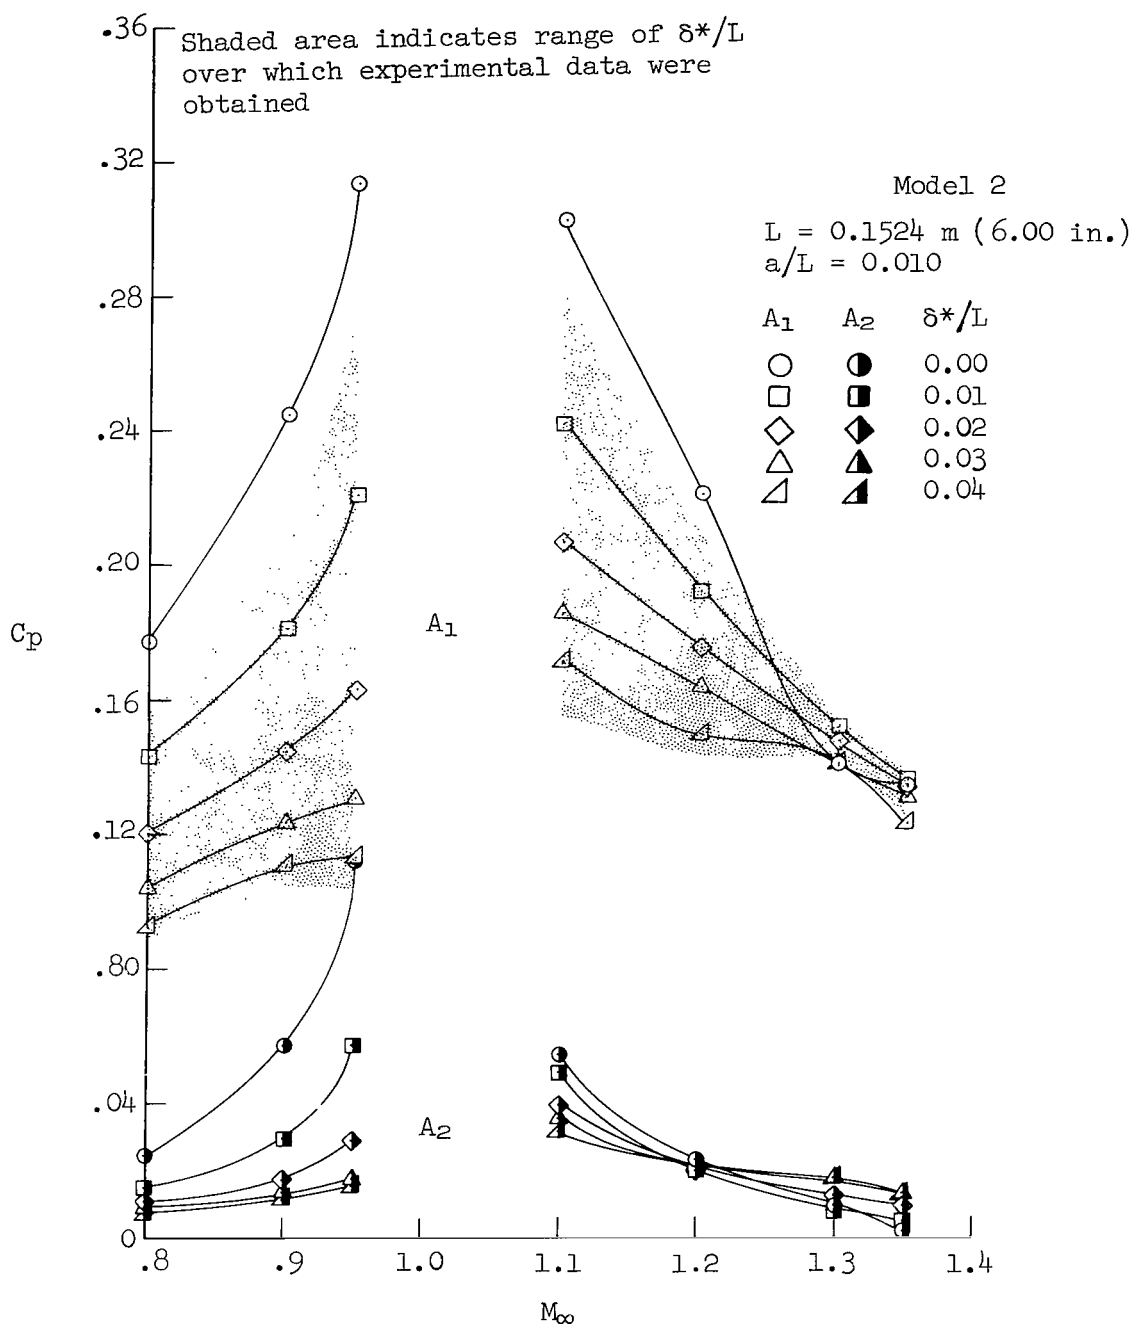 Shaded area indicates range of δ*/L
over which experimental data were
obtained
.36
.32
.28
.24
.20
.16
.12
.80
.04
0
Cp
Model 2
L = 0.1524 m (6.00 in.)
a/L = 0.010
A1 A2 δ*/L
0.00
0.01
0.02
0.03
0.04
A1
A2
.8 .9 1.0 1.1 1.2 1.3 1.4
M∞